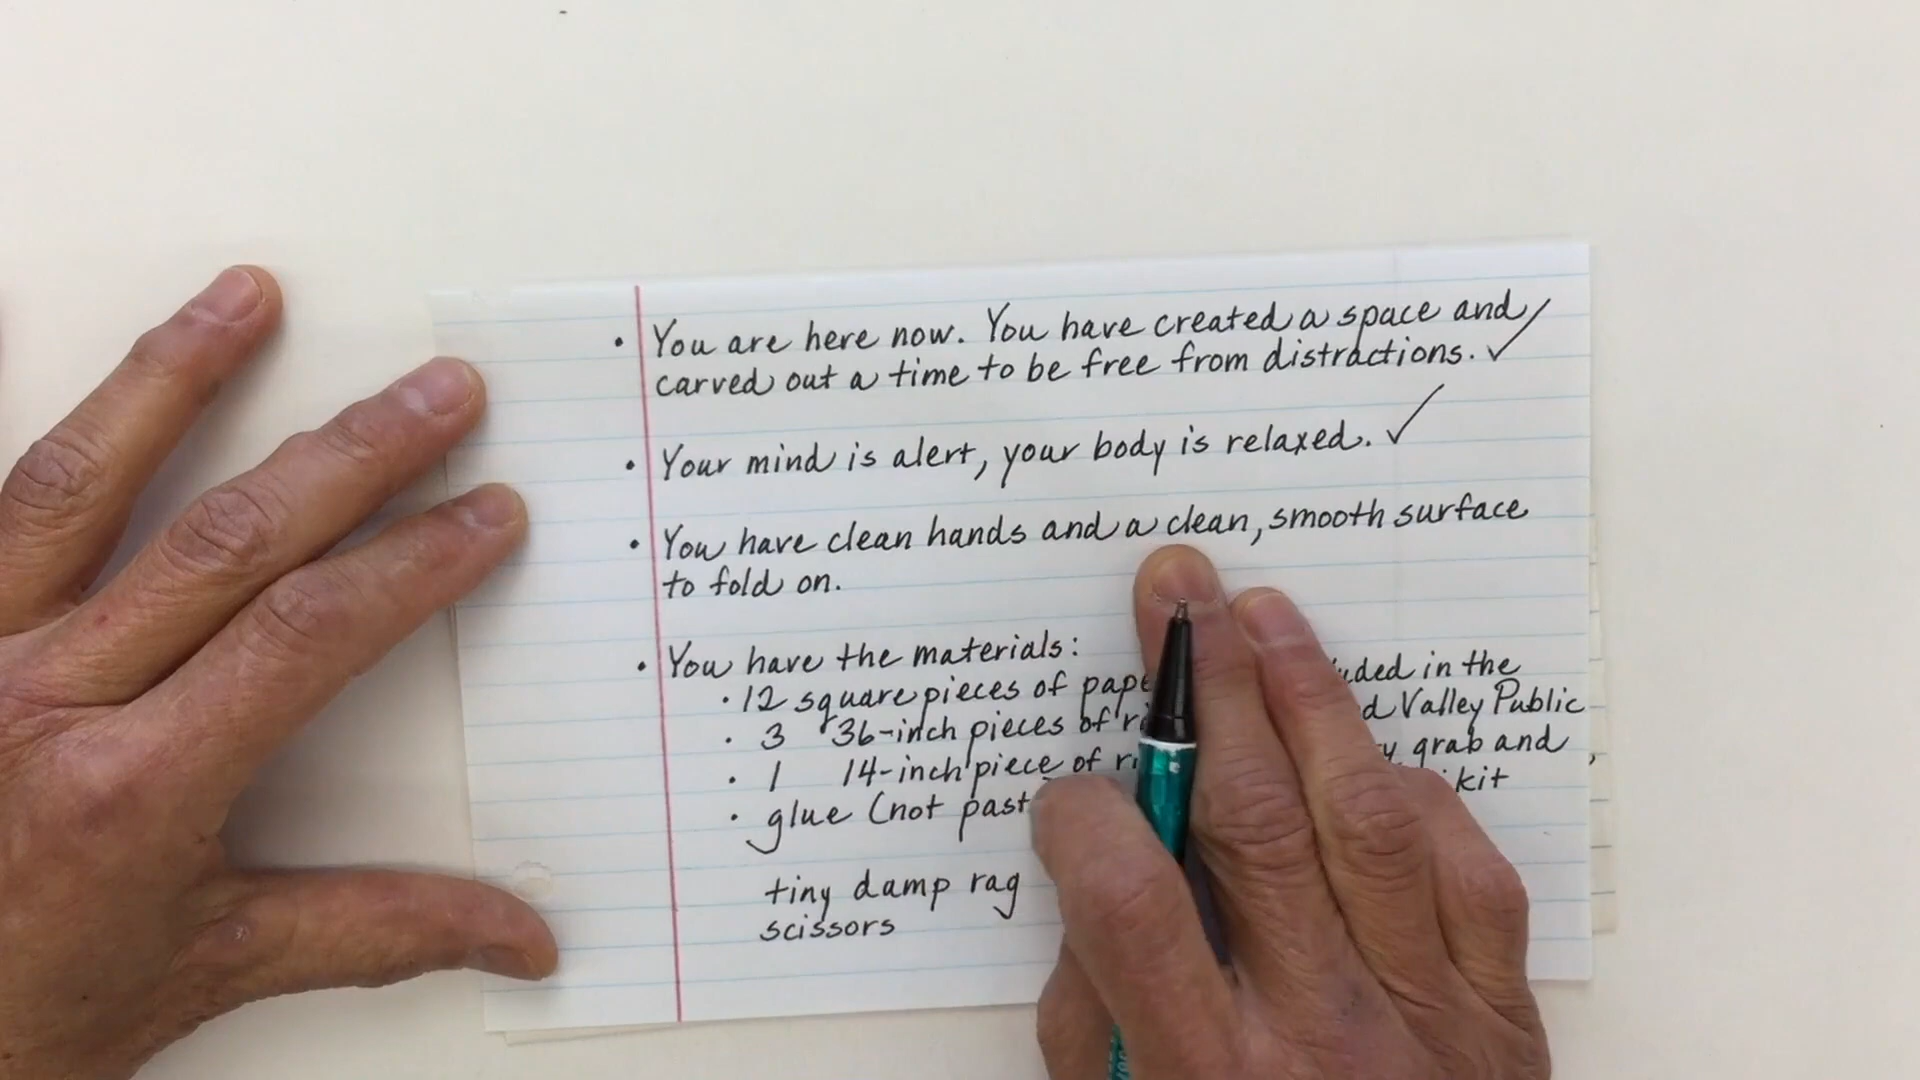 • You are here now. You have created a space and
carved out a time to be free from distractions. ✓
• Your mind is alert, your body is relaxed. ✓
• You have clean hands and a clean, smooth surface
to fold on.
• You have the materials:
• 12 square pieces of in the
• 3 36-inch pieces of Valley Public
• 1 14-inch piece of grab and
• glue (not kit
tiny damp rag
scissors